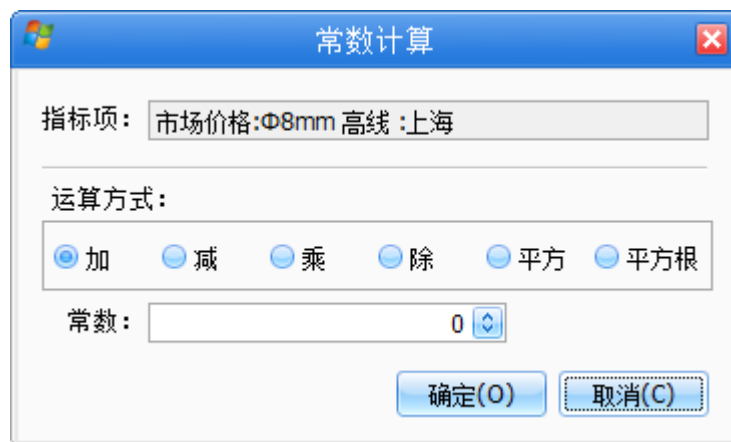 常数计算
指标项: 市场价格:Φ8mm 高线 :上海
运算方式:
加 减 乘 除 平方 平方根
常数: 0
确定(O) 取消(C)